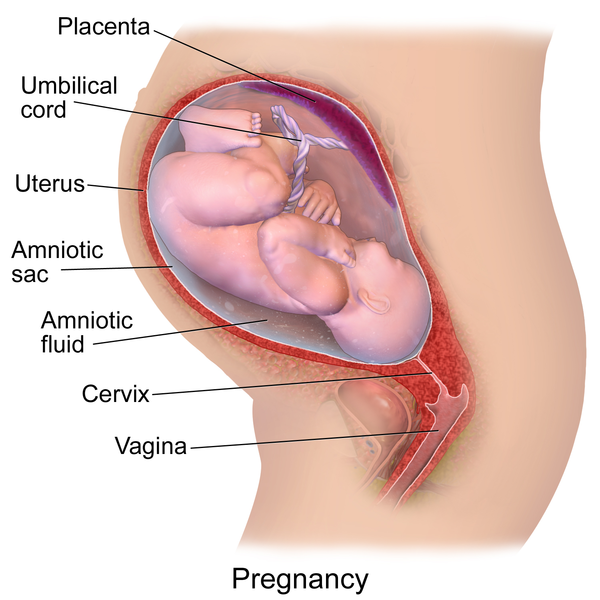 Placenta
Umbilical
cord
Uterus
Amniotic
sac
Amniotic
fluid
Cervix
Vagina
Pregnancy